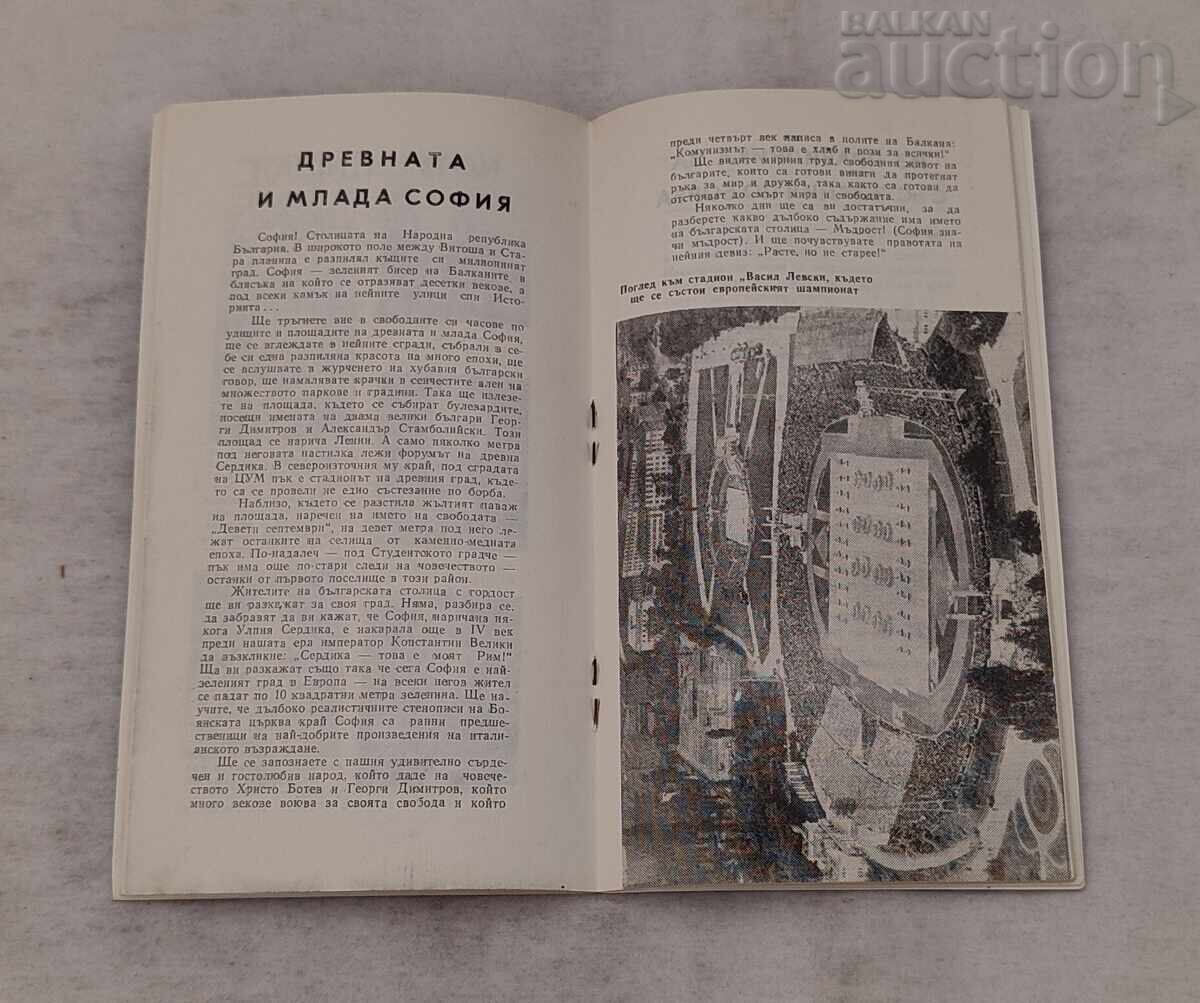 BALKAN
auction
ДРЕВНАТА
И МЛАДА СОФИЯ
София! Столицата на Народна република
България. В широкото поле между Витоша и Ста-
ра планина е разпилял къщите си милионният
град. София — зеленият бисер на Балканите, в
блясъка на който се отразяват десетки векове, а
под всеки камък на нейните улици спи Исто-
рията...
Ще тръгнете вие в свободните си часове по
улиците и площадите на древната и млада София,
ще се вглеждате в нейните сгради, събрали в се-
бе си една разпиляна красота на много епохи, ще
се вслушвате в журченето на хубавия български
говор, ще намалявате крачки в сенчестите алеи на
множеството паркове и градини. Така ще излезе-
те на площада, където се събират булевардите,
носещи имената на двама велики българи Геор-
ги Димитров и Александър Стамболийски. Този
площад се нарича Ленин. А само няколко метра
под неговата настилка лежи форумът на древна
Сердика. В североизточния му край, под сградата
на ЦУМ пък е стадионът на древния град, къде-
то са се провели не едно състезание по борба.
Наблизо, където се разстила жълтият паваж
на площада, наречен на името на свободата —
„Девети септември“, на девет метра под него ле-
жат останките на селища от каменно-медната
епоха. По-надалеч — под Студентското градче —
пък има още по-стари следи на човечеството —
останки от първото поселище в този район.
Жителите на българската столица с гордост
ще ви разкажат за своя град. Няма, разбира се,
да забравят да ви кажат, че София, наричана ня-
кога Улпия Сердика, е накарала още в IV век
преди нашата ера император Константин Велики
да възкликне: „Сердика — това е моят Рим!“
Ща ви разкажат също така че сега София е най-
зеленият град в Европа — на всеки негов жител
се падат по 10 квадратни метра зеленина. Ще на-
учите, че дълбоко реалистичните стенописи на Бо-
янската църква край София са ранни предше-
ственици на най-добрите произведения на итали-
анското възраждане.
Ще се запознаете с нашия удивително сърде-
чен и гостолюбив народ, който даде на човече-
ството Христо Ботев и Георги Димитров, който
много векове воюва за своята свобода и който
преди четвърт век написа в полите на Балкана:
„Комунизмът — това е хляб и рози за всички!“
Ще видите мирния труд, свободния живот на
българите, които са готови винаги да протегнат
ръка за мир и дружба, така както са готови да
отстояват до смърт мира и свободата.
Няколко дни ще са ви достатъчни, за да
разберете какво дълбоко съдържание има името
на българската столица — Мъдрост! (София зна-
чи мъдрост). И ще почувствувате правотата на
нейния девиз: „Расте, но не старее!“
Поглед към стадион „Васил Левски, където
ще се състои европейският шампионат